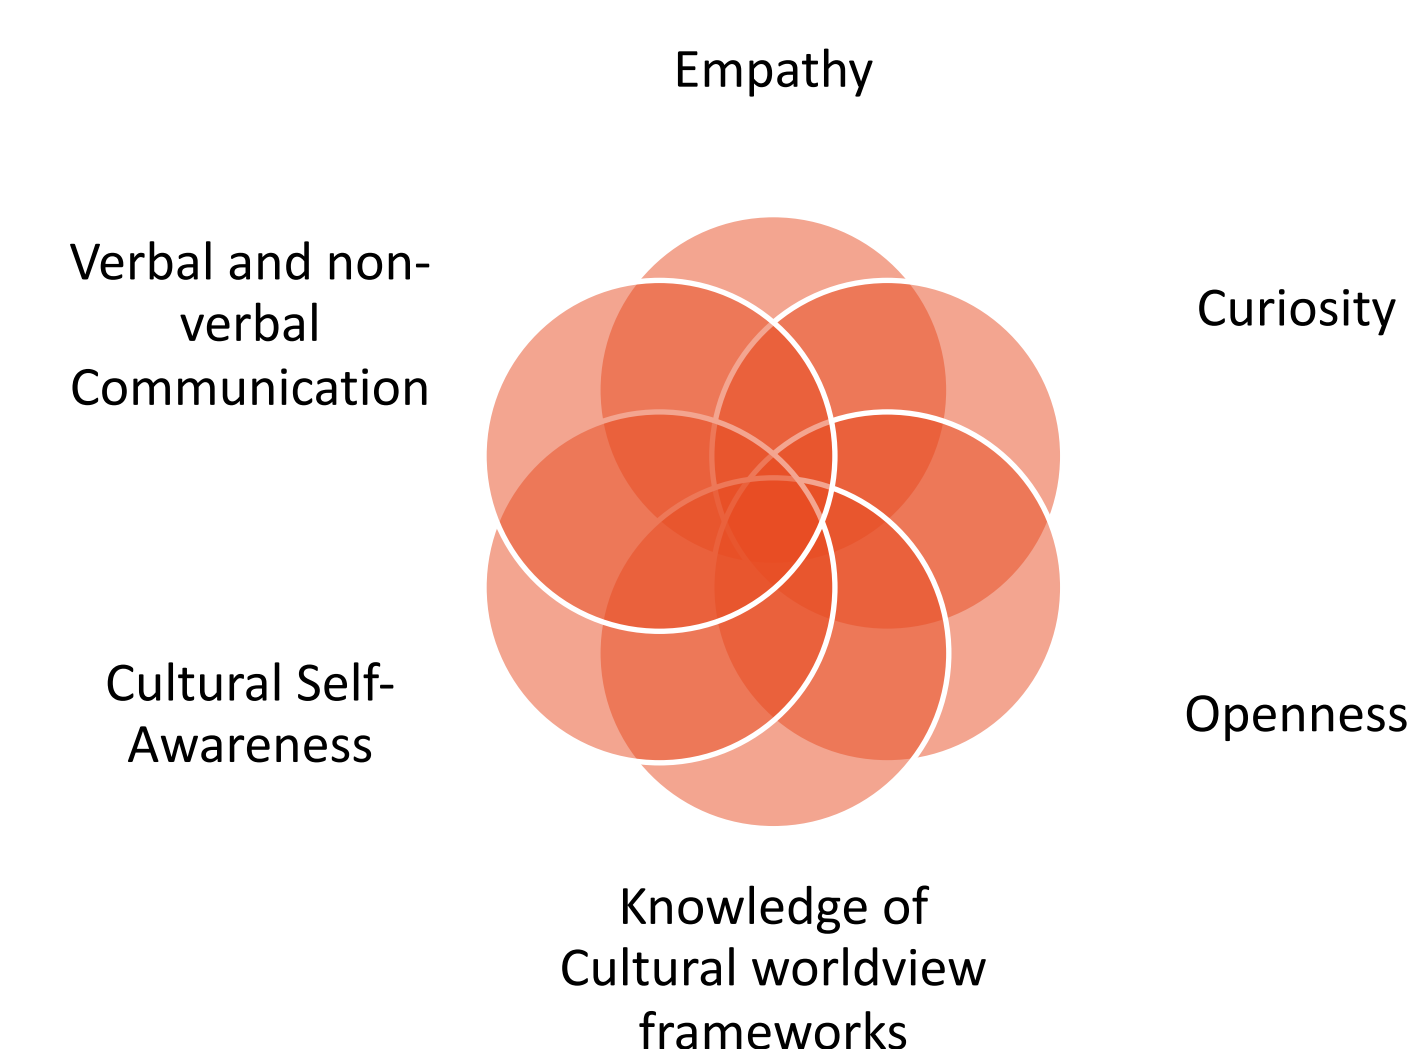 Empathy
Verbal and non-
verbal
Communication
Curiosity
Cultural Self-
Awareness
Openness
Knowledge of
Cultural worldview
frameworks